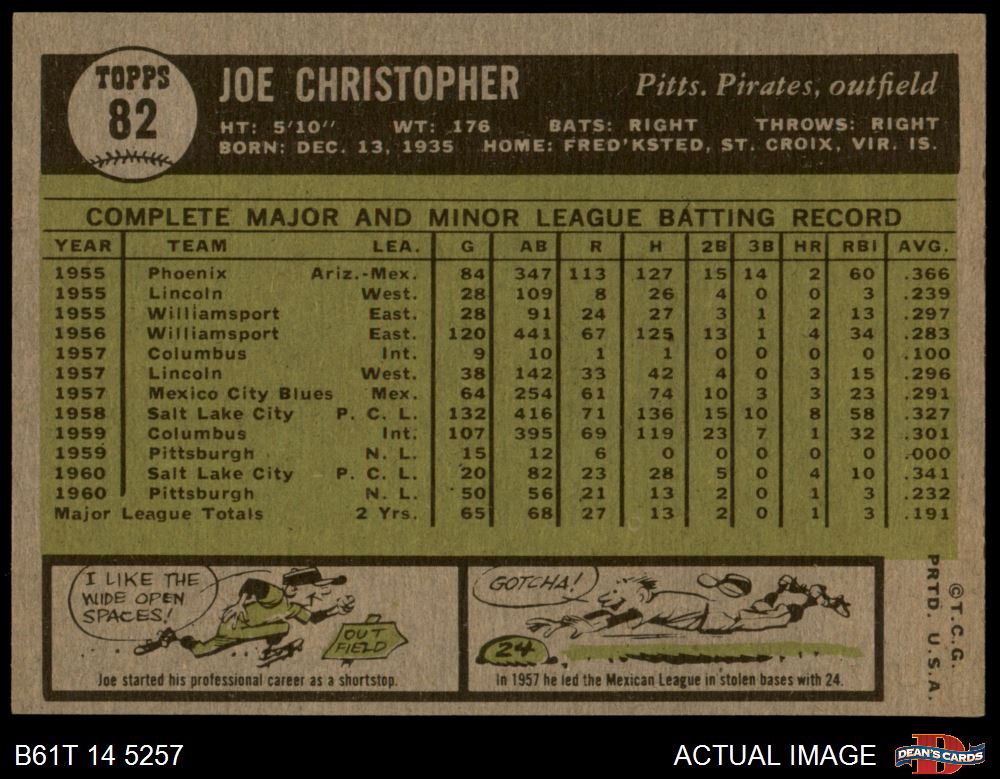 TOPPS
82
JOE CHRISTOPHER
Pitts. Pirates, outfield
HT: 5'10" WT: 176 BATS: RIGHT THROWS: RIGHT
BORN: DEC. 13, 1935 HOME: FRED'KSTED, ST. CROIX, VIR. IS.
COMPLETE MAJOR AND MINOR LEAGUE BATTING RECORD
YEAR TEAM LEA. G AB R H 2B 3B HR RBI AVG.
1955 Phoenix Ariz.-Mex. 84 347 113 127 15 14 2 60 .366
1955 Lincoln West. 28 109 8 26 4 0 0 3 .239
1955 Williamsport East. 28 91 24 27 3 1 2 13 .297
1956 Williamsport East. 120 441 67 125 13 1 4 34 .283
1957 Columbus Int. 9 10 1 1 0 0 0 0 .100
1957 Lincoln West. 38 142 33 42 4 0 3 15 .296
1957 Mexico City Blues Mex. 64 254 61 74 10 3 3 23 .291
1958 Salt Lake City P. C. L. 132 416 71 136 15 10 8 58 .327
1959 Columbus Int. 107 395 69 119 23 7 1 32 .301
1959 Pittsburgh N. L. 15 12 6 0 0 0 0 0 .000
1960 Salt Lake City P. C. L. 20 82 23 28 5 0 4 10 .341
1960 Pittsburgh N. L. 50 56 21 13 2 0 1 3 .232
Major League Totals 2 Yrs. 65 68 27 13 2 0 1 3 .191
I LIKE THE
WIDE OPEN
SPACES!
OUT
FIELD
Joe started his professional career as a shortstop.
GOTCHA!
24
In 1957 he led the Mexican League in stolen bases with 24.
©T.C.G.
PRTD. U.S.A.
B61T 14 5257
ACTUAL IMAGE
D
DEAN'S CARDS